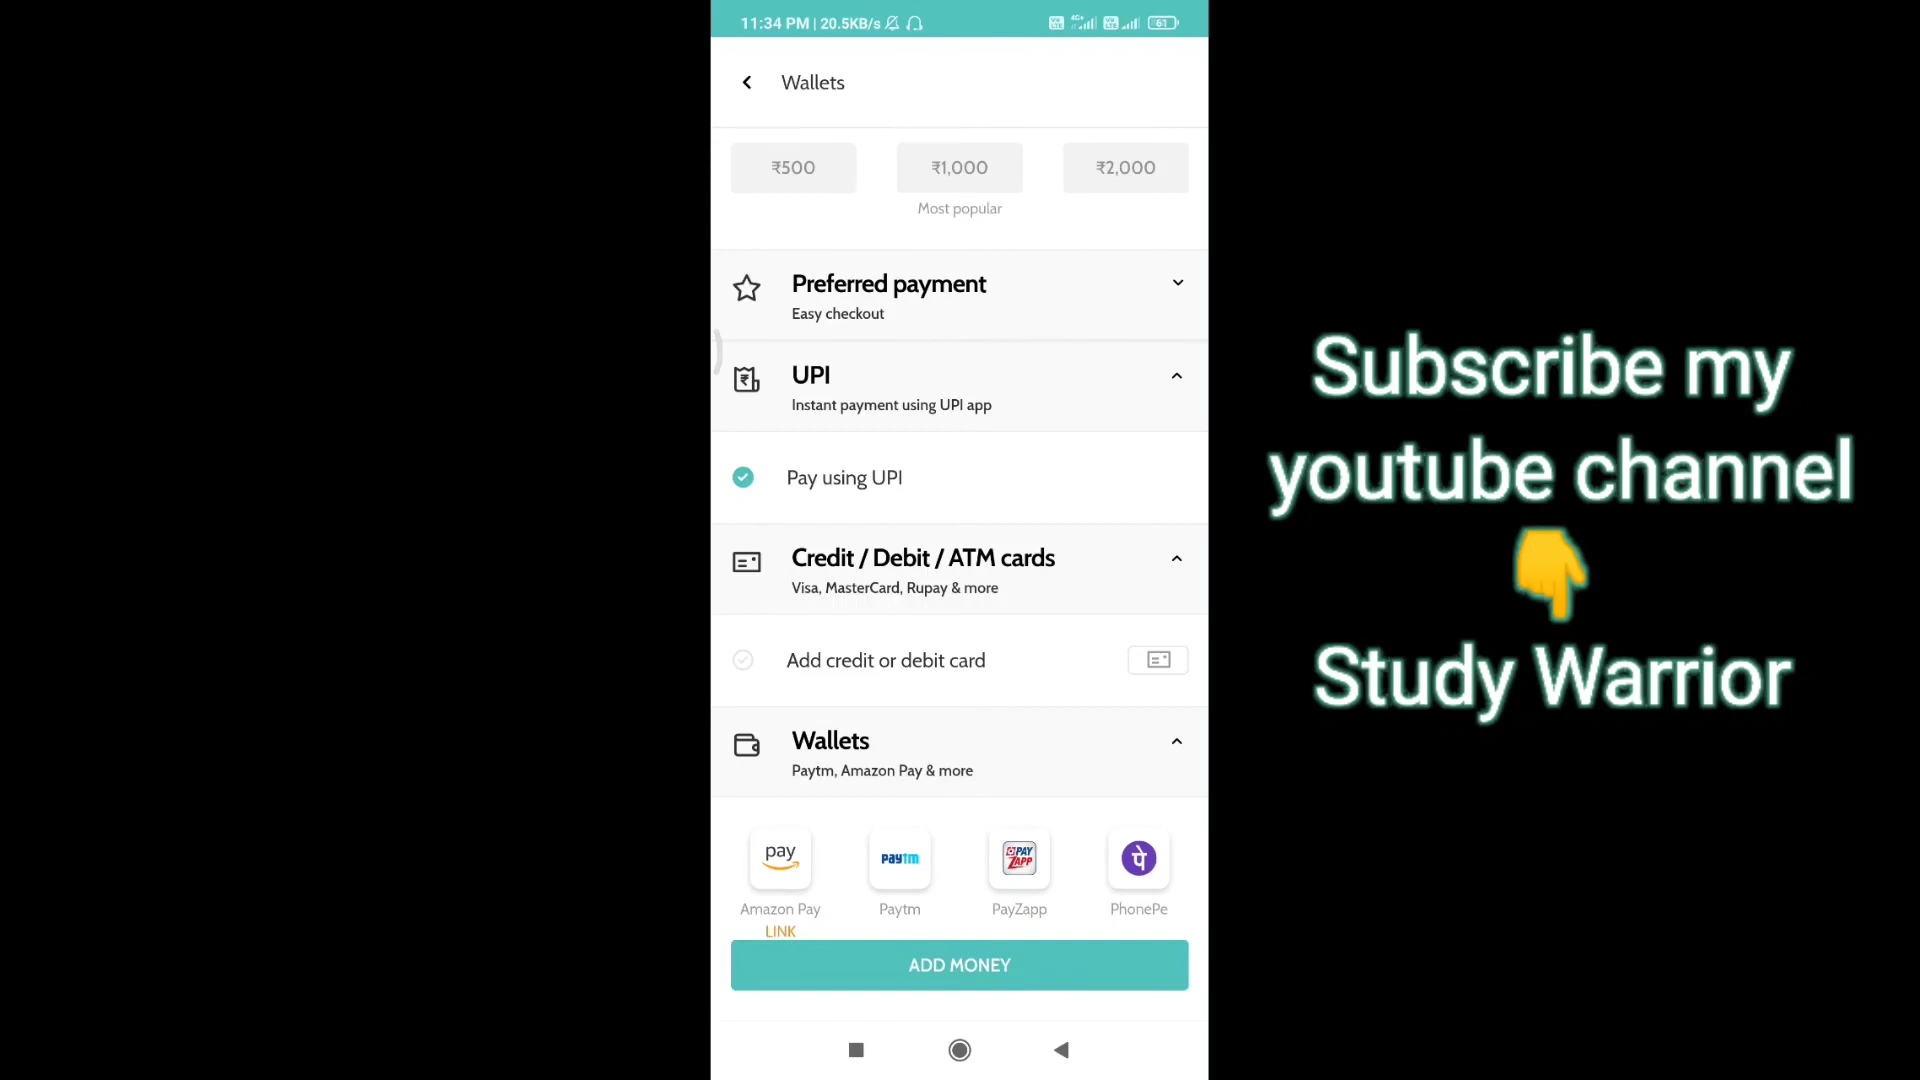 11:34 PM | 20.5KB/s
4G+
61
Wallets
₹500
₹1,000
₹2,000
Most popular
Preferred payment
Easy checkout
UPI
Instant payment using UPI app
Pay using UPI
Credit / Debit / ATM cards
Visa, MasterCard, Rupay & more
Add credit or debit card
Wallets
Paytm, Amazon Pay & more
pay
paytm
PAY
ZAPP
पे
Amazon Pay
Paytm
PayZapp
PhonePe
LINK
ADD MONEY
Subscribe my
youtube channel
👇
Study Warrior